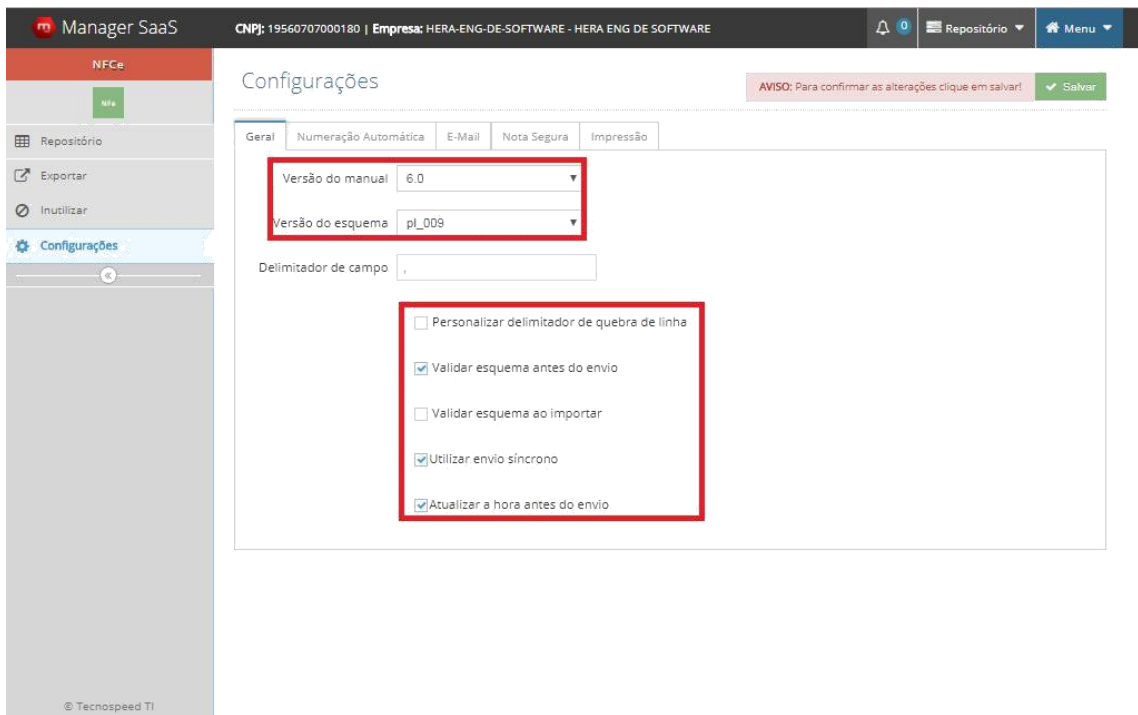 m Manager SaaS
CNPJ: 19560707000180 | Empresa: HERA-ENG-DE-SOFTWARE - HERA ENG DE SOFTWARE
0
Repositório
Menu
NFCe
NFe
Repositório
Exportar
Inutilizar
Configurações
Configurações
AVISO: Para confirmar as alterações clique em salvar!
Salvar
Geral
Numeração Automática
E-Mail
Nota Segura
Impressão
Versão do manual 6.0
Versão do esquema pl_009
Delimitador de campo ,
Personalizar delimitador de quebra de linha
Validar esquema antes do envio
Validar esquema ao importar
Utilizar envio síncrono
Atualizar a hora antes do envio
© Tecnospeed TI